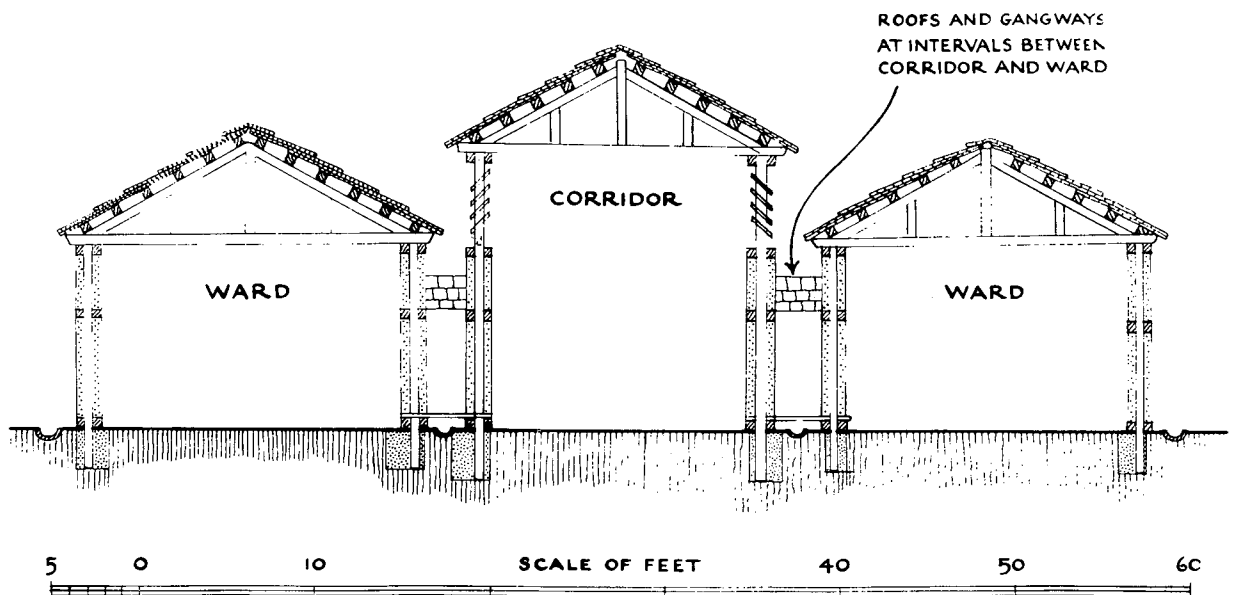 ROOFS AND GANGWAYS
AT INTERVALS BETWEEN
CORRIDOR AND WARD
CORRIDOR
WARD
WARD
5 0 10 SCALE OF FEET 40 50 60